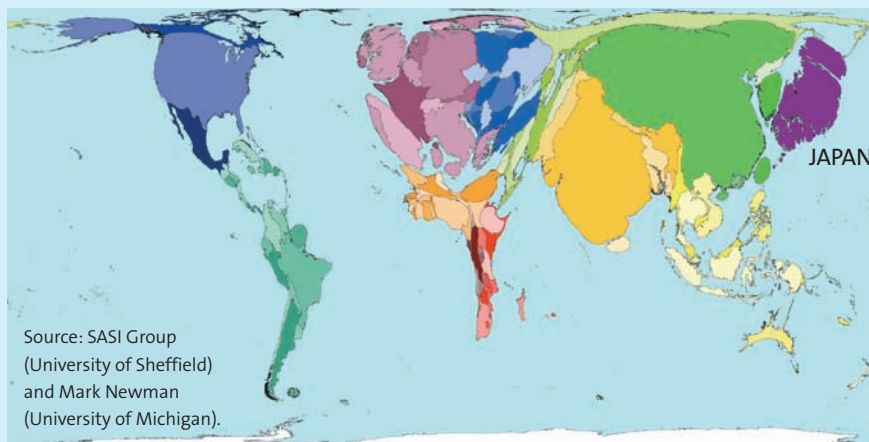 JAPAN
Source: SASI Group
(University of Sheffield)
and Mark Newman
(University of Michigan).